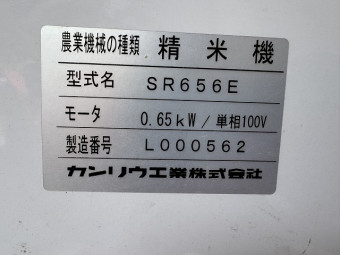 農業機械の種類 精米機
型式名 SR656E
モータ 0.65kW/単相100V
製造番号 L000562
カンリウ工業株式会社